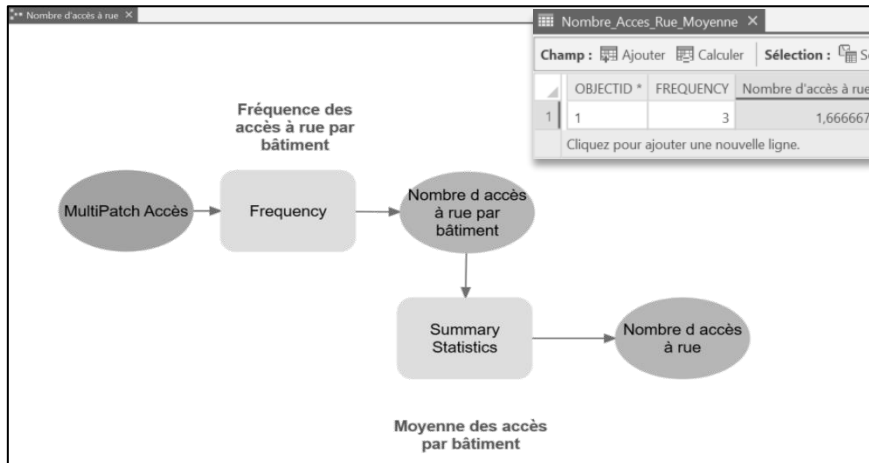 Nombre d'accès à rue
Nombre_Acces_Rue_Moyenne
Champ : Ajouter Calculer Sélection :
OBJECTID * FREQUENCY Nombre d'accès à rue
1 1 3 1,666667
Cliquez pour ajouter une nouvelle ligne.
Fréquence des
accès à rue par
bâtiment
MultiPatch Accès
Frequency
Nombre d accès
à rue par
bâtiment
Summary
Statistics
Nombre d accès
à rue
Moyenne des accès
par bâtiment